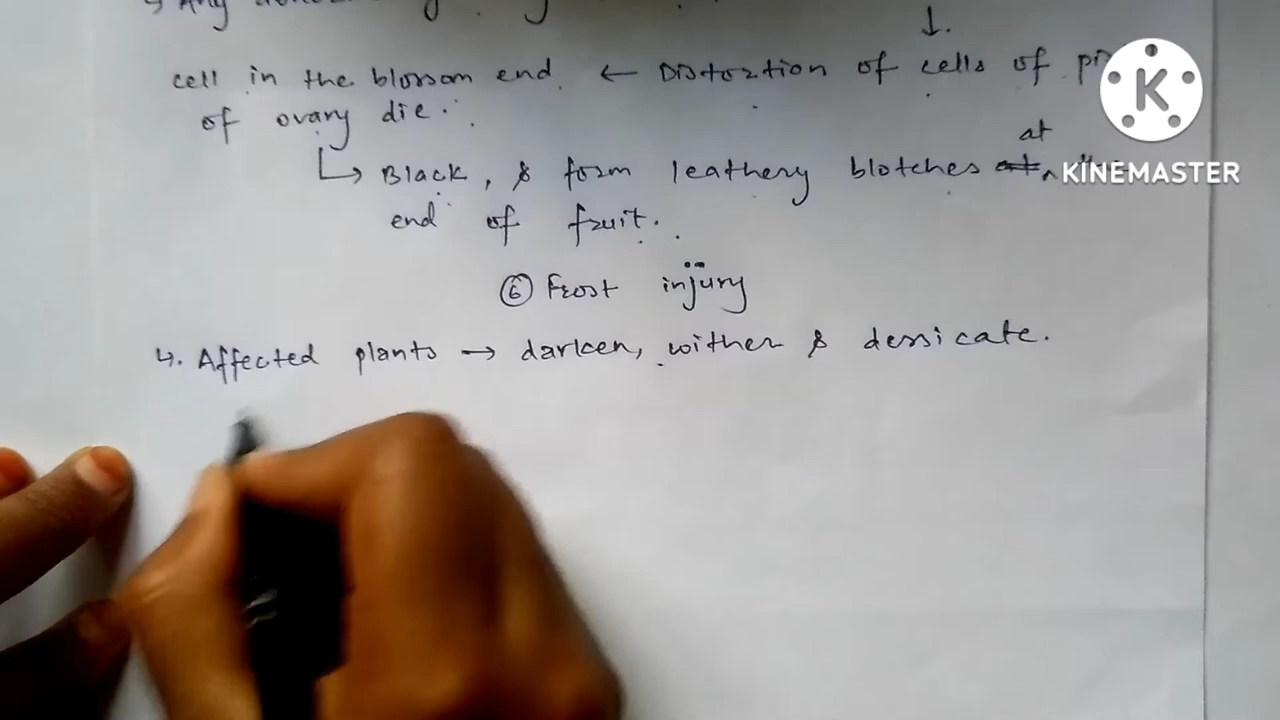 ↳ Any
↓.
cell in the blossom end. ← Distortion of cells of
of ovary die.
at
↳ Black, & form leathery blotches
end of fruit.
⑥ Frost injury
↳. Affected plants → darken, wither & dessicate.
K
KINEMASTER